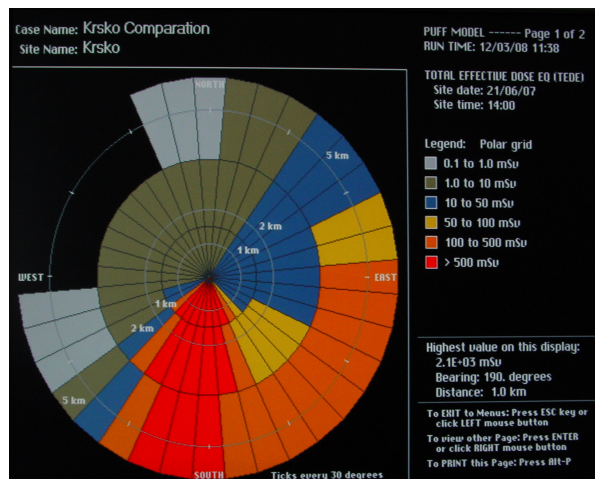 Case Name: Krsko Comparation
Site Name: Krsko
PUFF MODEL ------ Page 1 of 2
RUN TIME: 12/03/08 11:38
TOTAL EFFECTIVE DOSE EQ (TEDE)
Site date: 21/06/07
Site time: 14:00
Legend: Polar grid
0.1 to 1.0 mSv
1.0 to 10 mSv
10 to 50 mSv
50 to 100 mSv
100 to 500 mSv
> 500 mSv
NORTH
5 km
2 km
1 km
WEST
EAST
1 km
2 km
5 km
SOUTH
Ticks every 30 degrees
Highest value on this display:
2.1E+03 mSv
Bearing: 190. degrees
Distance: 1.0 km
To EXIT to Menus: Press ESC key or
click LEFT mouse button
To view other Page: Press ENTER
or click RIGHT mouse button
To PRINT this Page: Press Alt-P